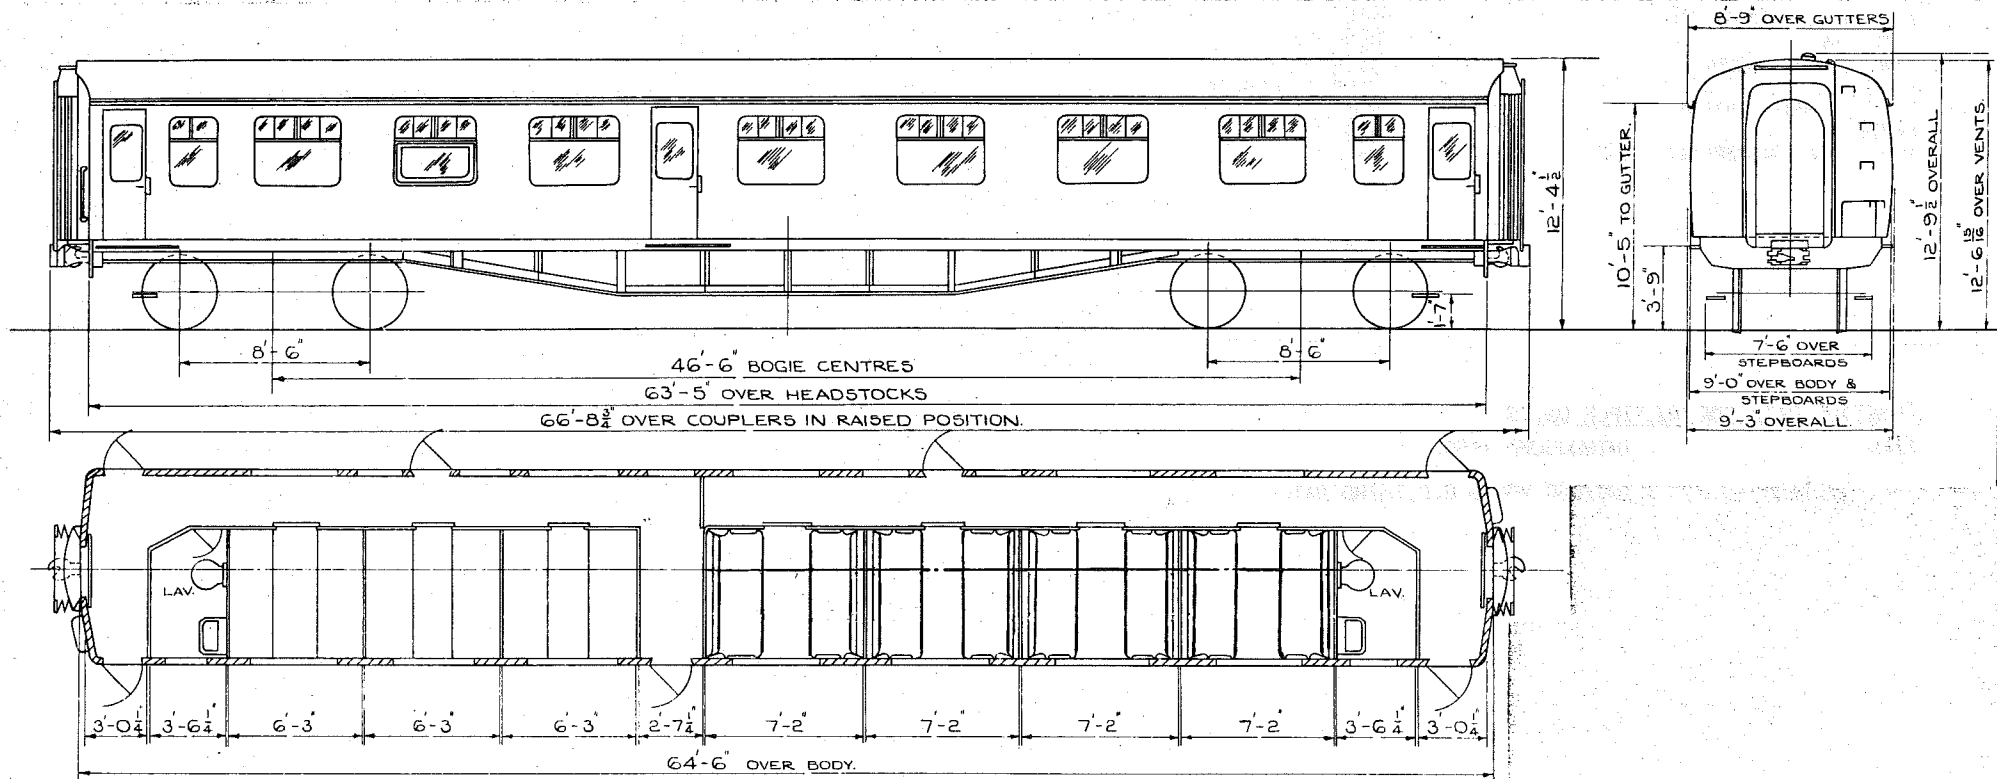 8'-9" OVER GUTTERS
12'-4½"
10'-5" TO GUTTER.
3'-9"
12'-9½" OVERALL
12'-6 15/16" OVER VENTS.
1'-7"
8'-6"
8'-6"
46'-6" BOGIE CENTRES
63'-5" OVER HEADSTOCKS
66'-8¾" OVER COUPLERS IN RAISED POSITION.
7'-6" OVER
STEPBOARDS
9'-0" OVER BODY &
STEPBOARDS
9'-3" OVERALL
LAV.
LAV.
3'-0¼" 3'-6¼" 6'-3" 6'-3" 6'-3" 2'-7¼" 7'-2" 7'-2" 7'-2" 7'-2" 3'-6¼" 3'-0¼"
64'-6" OVER BODY.